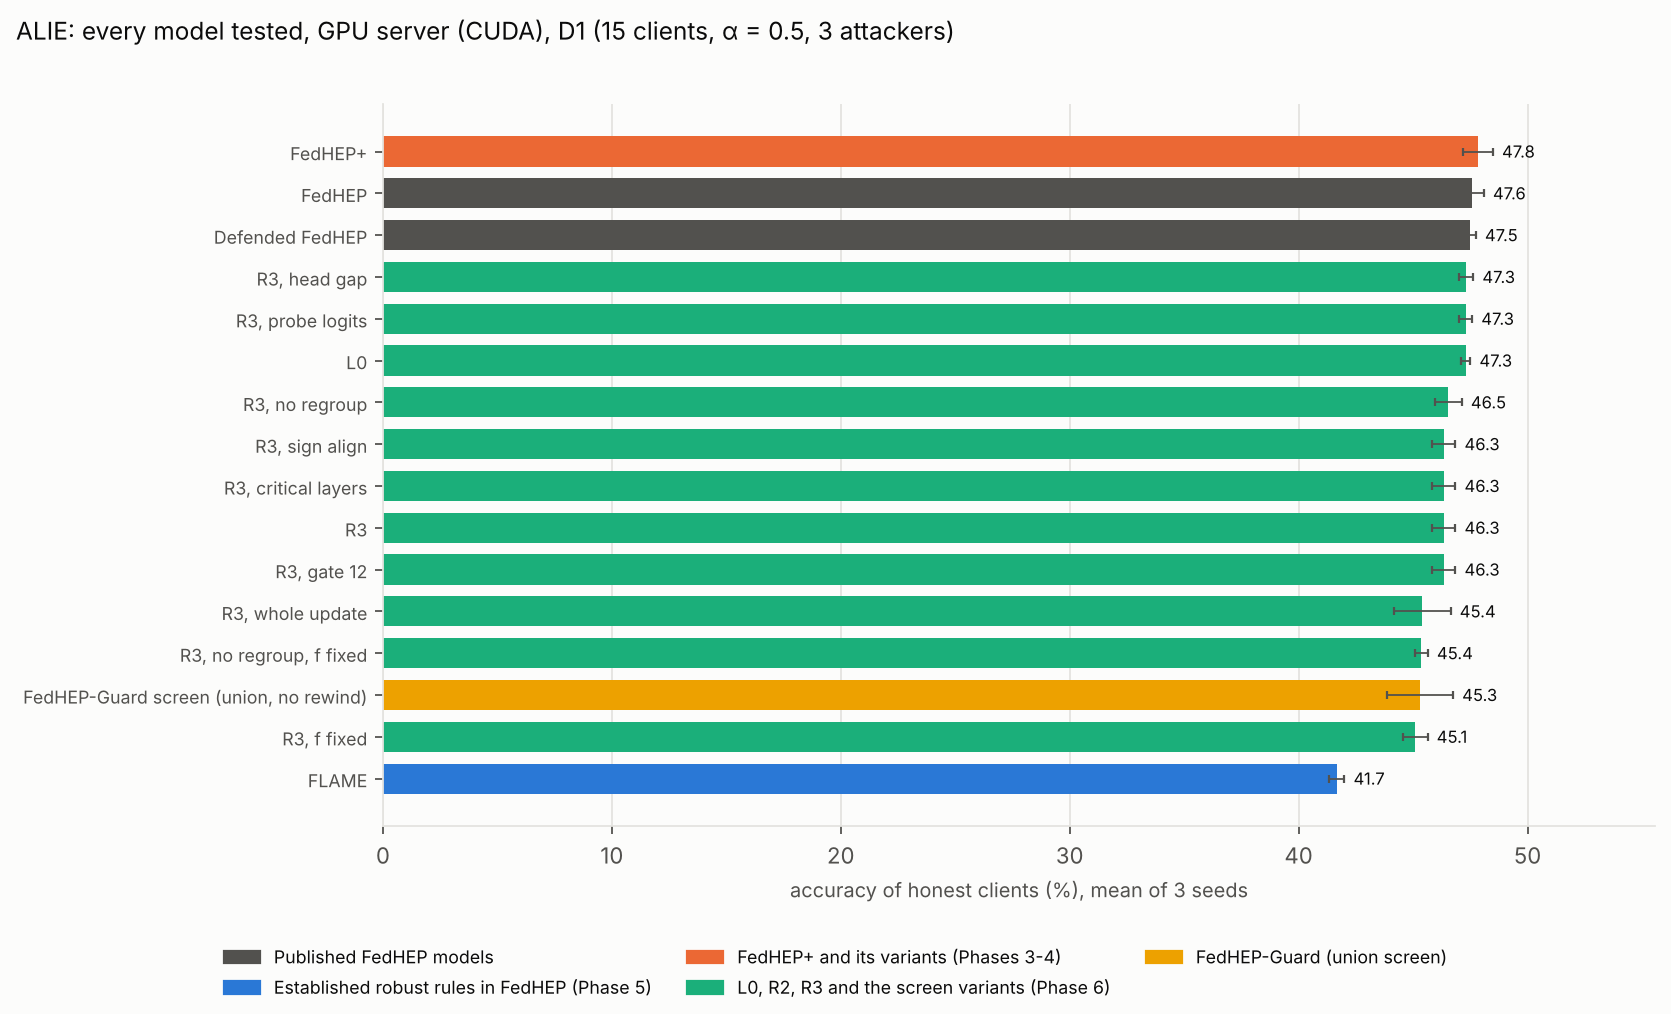 ALIE: every model tested, GPU server (CUDA), D1 (15 clients, α = 0.5, 3 attackers)
FedHEP+ 47.8
FedHEP 47.6
Defended FedHEP 47.5
R3, head gap 47.3
R3, probe logits 47.3
L0 47.3
R3, no regroup 46.5
R3, sign align 46.3
R3, critical layers 46.3
R3 46.3
R3, gate 12 46.3
R3, whole update 45.4
R3, no regroup, f fixed 45.4
FedHEP-Guard screen (union, no rewind) 45.3
R3, f fixed 45.1
FLAME 41.7
0 10 20 30 40 50
accuracy of honest clients (%), mean of 3 seeds
Published FedHEP models FedHEP+ and its variants (Phases 3-4) FedHEP-Guard (union screen)
Established robust rules in FedHEP (Phase 5) L0, R2, R3 and the screen variants (Phase 6)